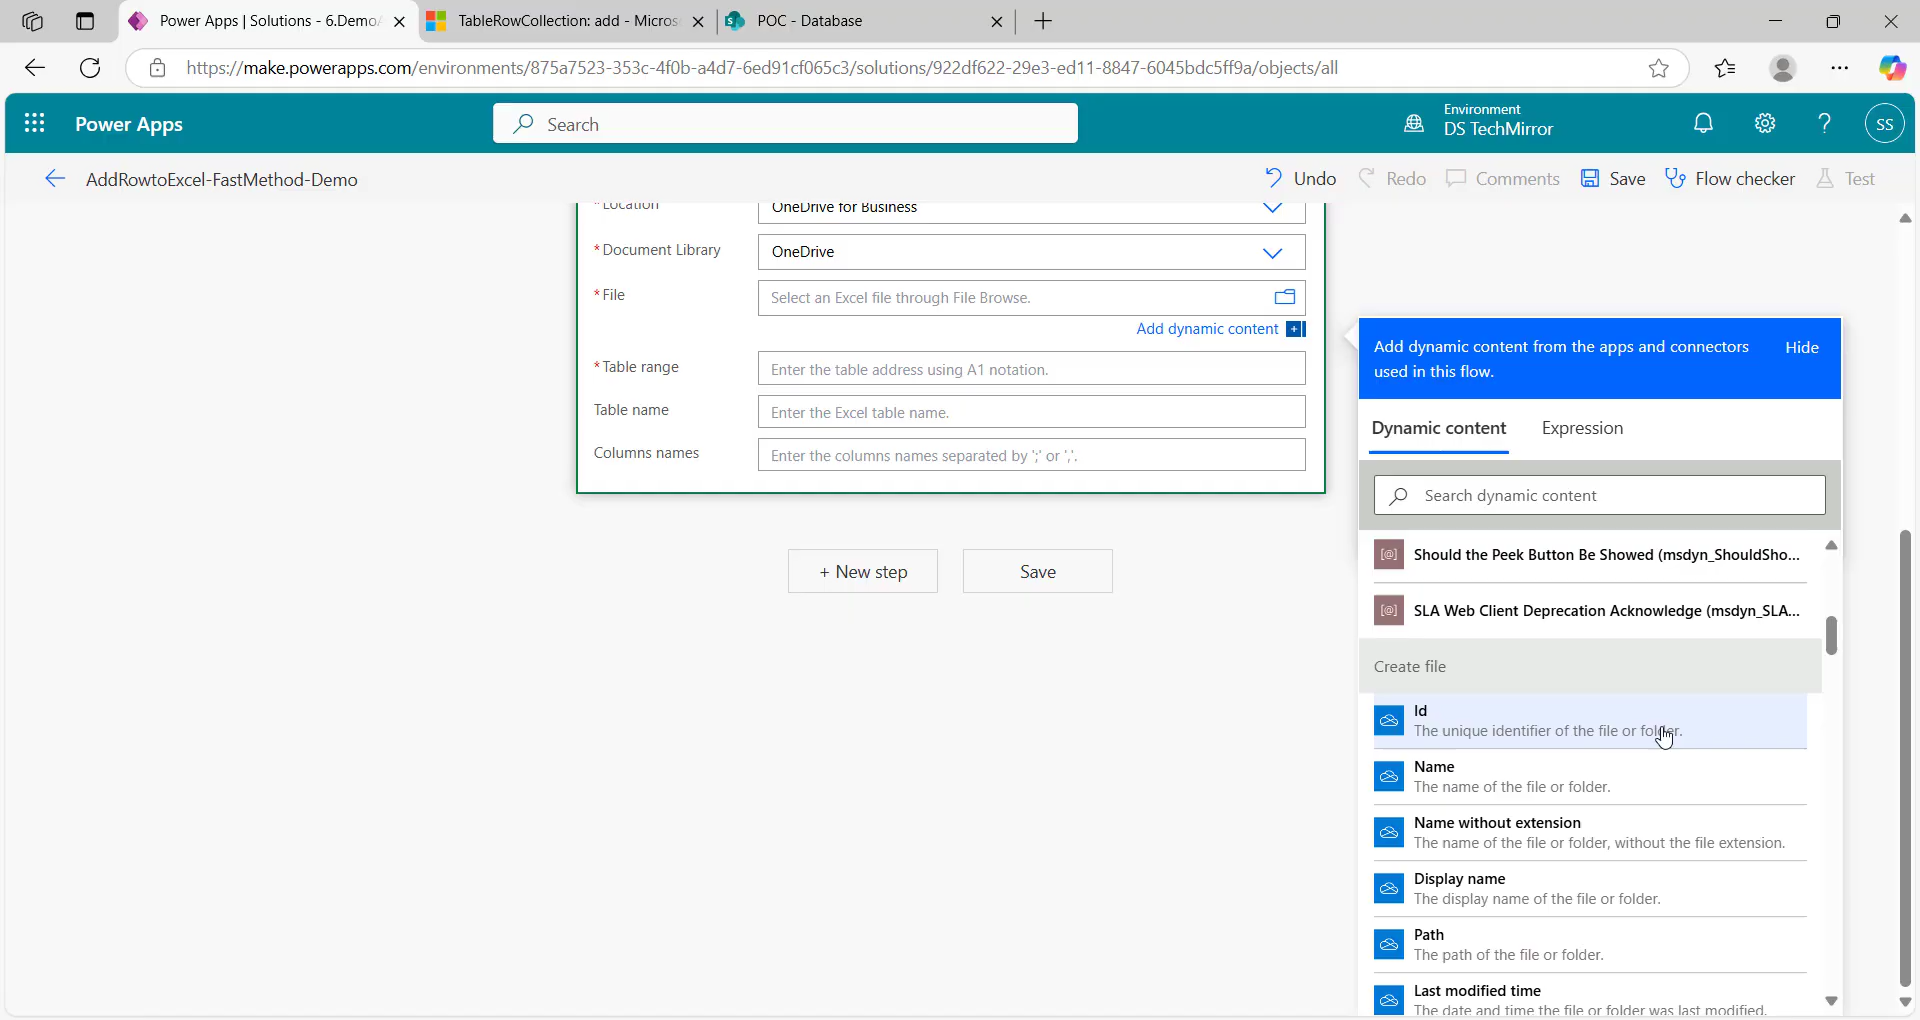 Power Apps | Solutions - 6.Demo
TableRowCollection: add - Micros
POC - Database
https://make.powerapps.com/environments/875a7523-353c-4f0b-a4d7-6ed91cf065c3/solutions/922df622-29e3-ed11-8847-6045bdc5ff9a/objects/all
Power Apps
Search
Environment
DS TechMirror
SS
AddRowtoExcel-FastMethod-Demo
Undo
Redo
Comments
Save
Flow checker
Test
* Location
OneDrive for Business
* Document Library
OneDrive
* File
Select an Excel file through File Browse.
Add dynamic content
* Table range
Enter the table address using A1 notation.
Table name
Enter the Excel table name.
Columns names
Enter the columns names separated by ';' or ','.
+ New step
Save
Add dynamic content from the apps and connectors
used in this flow.
Hide
Dynamic content
Expression
Search dynamic content
Should the Peek Button Be Showed (msdyn_ShouldSho...
SLA Web Client Deprecation Acknowledge (msdyn_SLA...
Create file
Id
The unique identifier of the file or folder.
Name
The name of the file or folder.
Name without extension
The name of the file or folder, without the file extension.
Display name
The display name of the file or folder.
Path
The path of the file or folder.
Last modified time
The date and time the file or folder was last modified.